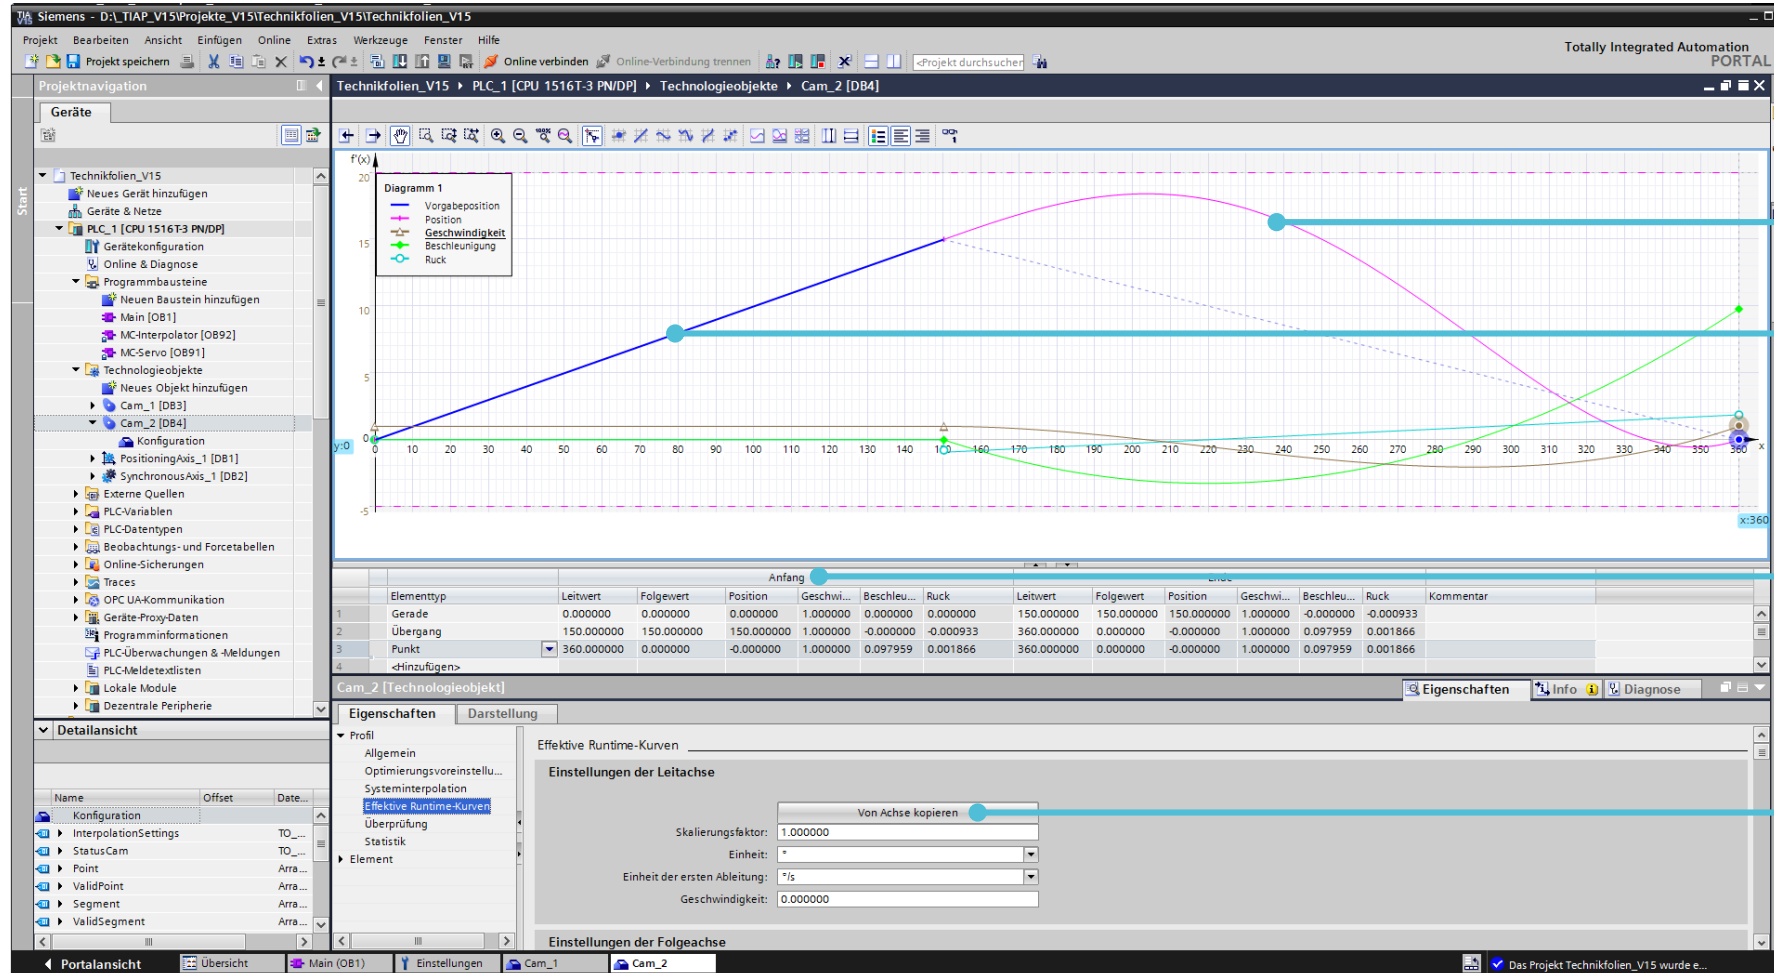 Siemens - D:\_TIAP_V15\Projekte_V15\Technikfolien_V15\Technikfolien_V15
Projekt Bearbeiten Ansicht Einfügen Online Extras Werkzeuge Fenster Hilfe
Totally Integrated Automation
PORTAL
Projekt speichern Online verbinden Online-Verbindung trennen <Projekt durchsucher
Projektnavigation
Technikfolien_V15 PLC_1 [CPU 1516T-3 PN/DP] Technologieobjekte Cam_2 [DB4]
Geräte
Start
Technikfolien_V15
Neues Gerät hinzufügen
Geräte & Netze
PLC_1 [CPU 1516T-3 PN/DP]
Gerätekonfiguration
Online & Diagnose
Programmbausteine
Neuen Baustein hinzufügen
Main [OB1]
MC-Interpolator [OB92]
MC-Servo [OB91]
Technologieobjekte
Neues Objekt hinzufügen
Cam_1 [DB3]
Cam_2 [DB4]
Konfiguration
PositioningAxis_1 [DB1]
SynchronousAxis_1 [DB2]
Externe Quellen
PLC-Variablen
PLC-Datentypen
Beobachtungs- und Forcetabellen
Online-Sicherungen
Traces
OPC UA-Kommunikation
Geräte-Proxy-Daten
Programminformationen
PLC-Überwachungen & -Meldungen
PLC-Meldetextlisten
Lokale Module
Dezentrale Peripherie
Detailansicht
Name Offset Date...
Konfiguration
InterpolationSettings TO_...
StatusCam TO_...
Point Arra...
ValidPoint Arra...
Segment Arra...
ValidSegment Arra...
f'(x)
20
15
10
5
0
-5
Diagramm 1
Vorgabeposition
Position
Geschwindigkeit
Beschleunigung
Ruck
y:0
0 10 20 30 40 50 60 70 80 90 100 110 120 130 140 150 160 170 180 190 200 210 220 230 240 250 260 270 280 290 300 310 320 330 340 350 360 x
x:360
Anfang Ende
Elementtyp Leitwert Folgewert Position Geschwi... Beschleu... Ruck Leitwert Folgewert Position Geschwi... Beschleu... Ruck Kommentar
1 Gerade 0.000000 0.000000 0.000000 1.000000 0.000000 0.000000 150.000000 150.000000 150.000000 1.000000 -0.000000 -0.000933
2 Übergang 150.000000 150.000000 150.000000 1.000000 -0.000000 -0.000933 360.000000 0.000000 -0.000000 1.000000 0.097959 0.001866
3 Punkt 360.000000 0.000000 -0.000000 1.000000 0.097959 0.001866 360.000000 0.000000 -0.000000 1.000000 0.097959 0.001866
4 <Hinzufügen>
Cam_2 [Technologieobjekt]
Eigenschaften Info Diagnose
Eigenschaften Darstellung
Profil
Allgemein
Optimierungsvoreinstellu...
Systeminterpolation
Effektive Runtime-Kurven
Überprüfung
Statistik
Element
Effektive Runtime-Kurven
Einstellungen der Leitachse
Von Achse kopieren
Skalierungsfaktor: 1.000000
Einheit: °
Einheit der ersten Ableitung: °/s
Geschwindigkeit: 0.000000
Einstellungen der Folgeachse
Portalansicht Übersicht Main (OB1) Einstellungen Cam_1 Cam_2
Das Projekt Technikfolien_V15 wurde e...